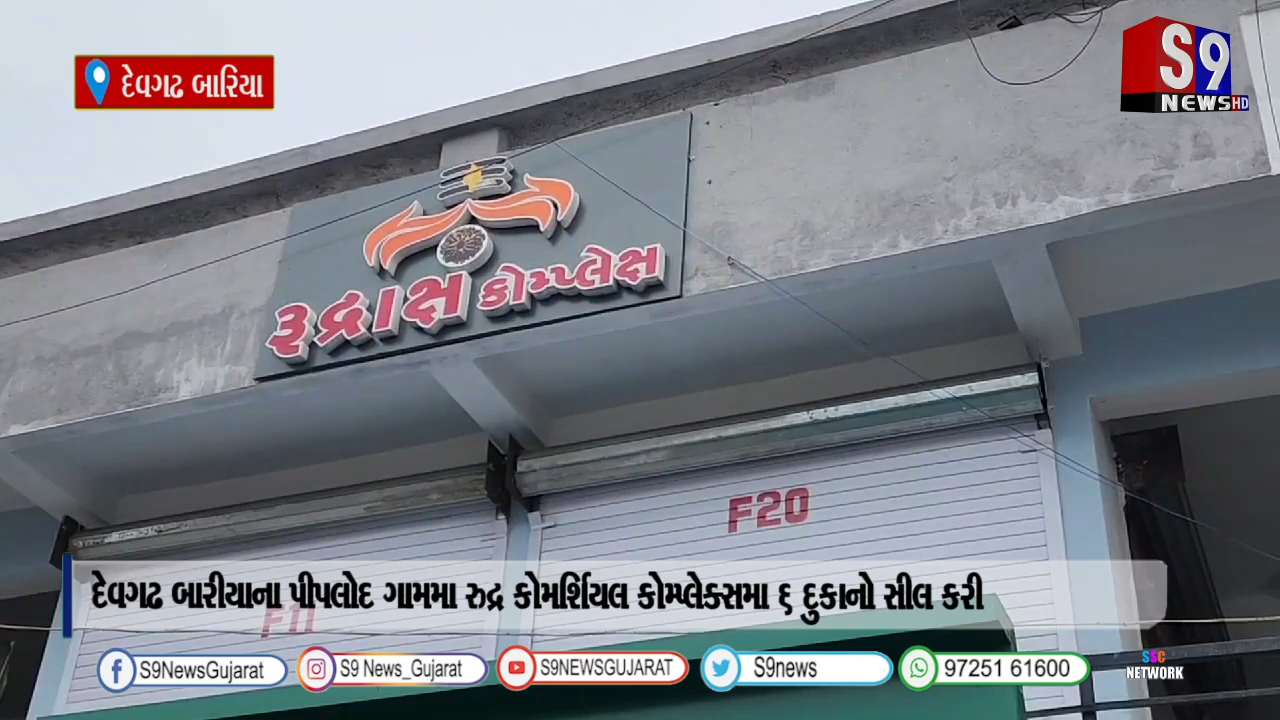 દેવગઢ બારિયા
S9
NEWS HD
રૂદ્રાક્ષ કોમ્પ્લેક્ષ
F20
F11
દેવગઢ બારીયાના પીપલોદ ગામમા રુદ્ર કોમર્શિયલ કોમ્પ્લેક્સમા ૬ દુકાનો સીલ કરી
S9NewsGujarat
S9 News_Gujarat
S9NEWSGUJARAT
S9news
97251 61600
SSC
NETWORK